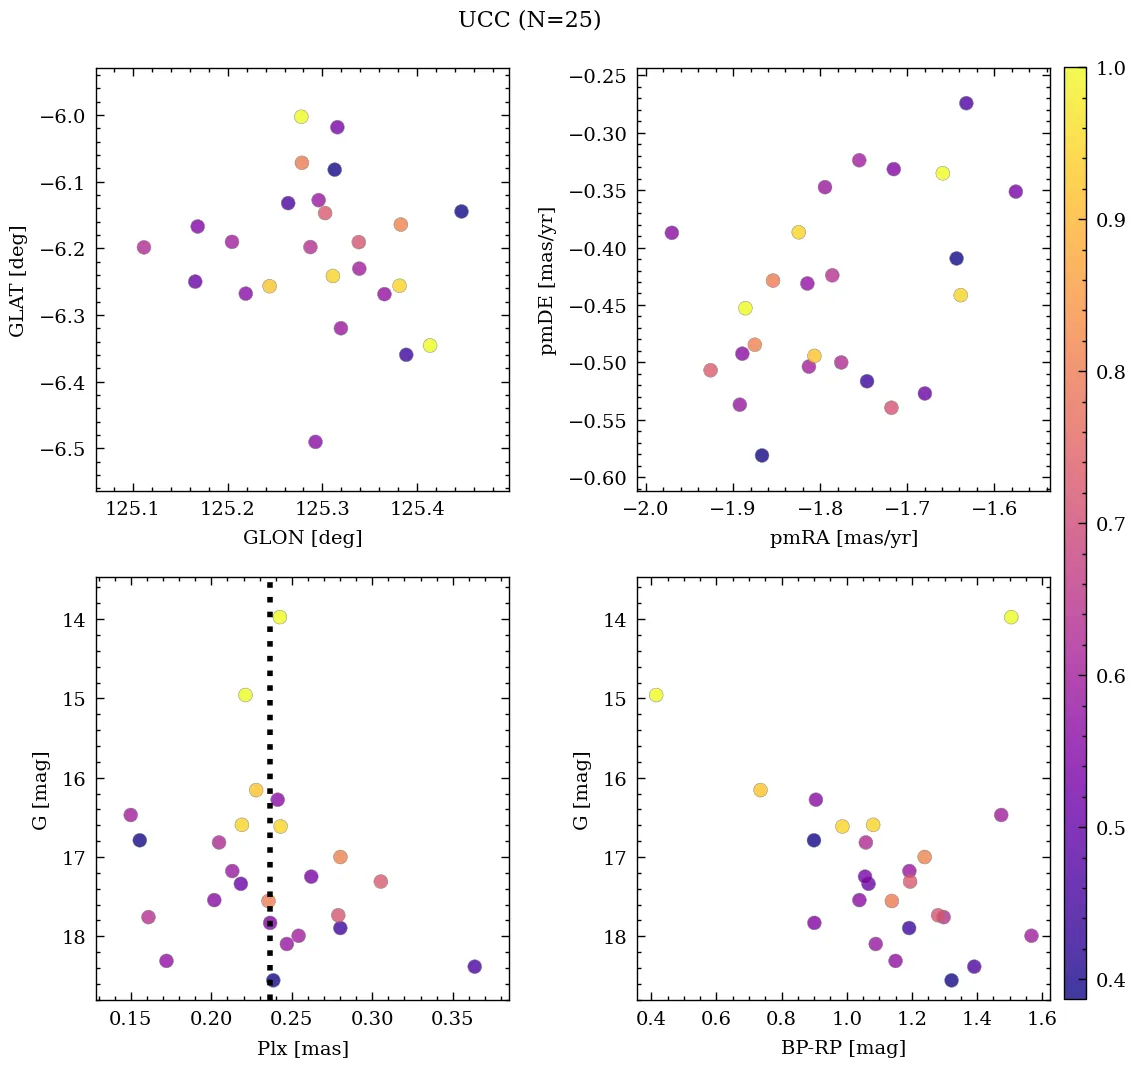 UCC (N=25)
−6.0
−6.1
−6.2
−6.3
−6.4
−6.5
GLAT [deg]
125.1 125.2 125.3 125.4
GLON [deg]
−0.25
−0.30
−0.35
−0.40
−0.45
−0.50
−0.55
−0.60
pmDE [mas/yr]
−2.0 −1.9 −1.8 −1.7 −1.6
pmRA [mas/yr]
1.0
0.9
0.8
0.7
0.6
0.5
0.4
14
15
16
17
18
G [mag]
0.15 0.20 0.25 0.30 0.35
Plx [mas]
14
15
16
17
18
G [mag]
0.4 0.6 0.8 1.0 1.2 1.4 1.6
BP-RP [mag]